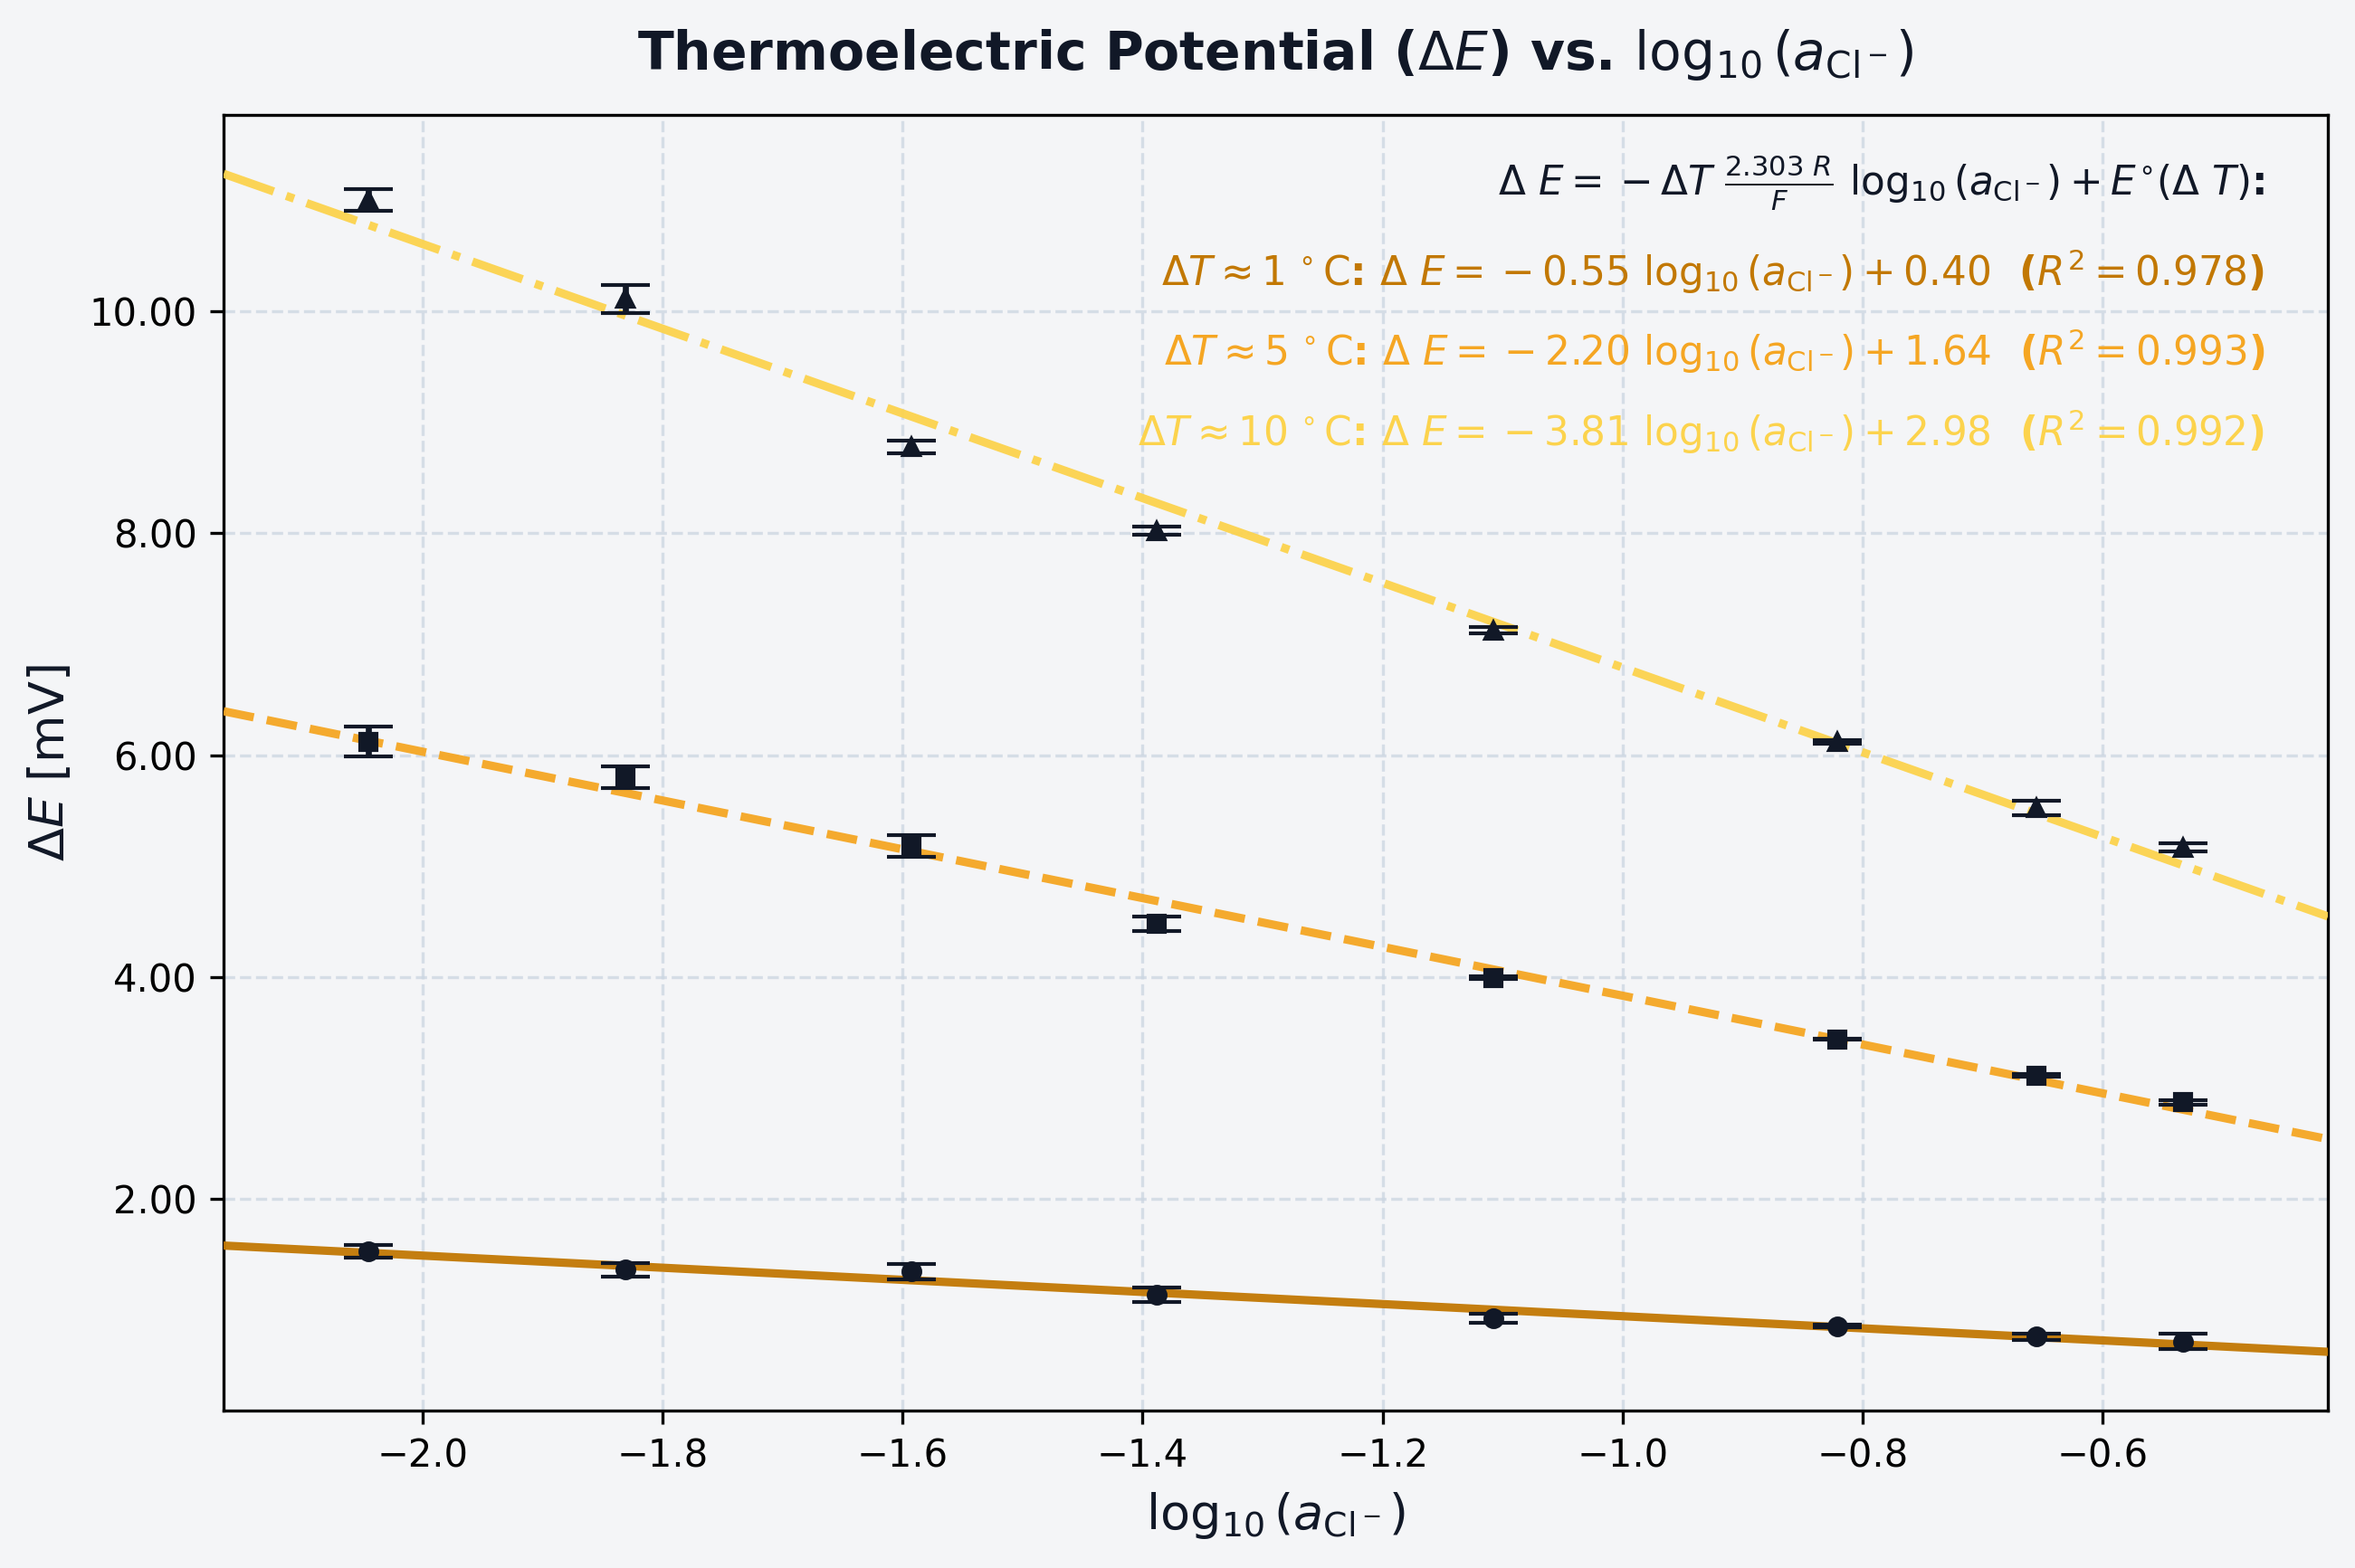 Thermoelectric Potential (ΔE) vs. log₁₀(a_Cl⁻)
Δ E = −ΔT 2.303 R/F log₁₀(a_Cl⁻) + E°(Δ T):
ΔT ≈ 1 °C: Δ E = −0.55 log₁₀(a_Cl⁻) + 0.40 (R² = 0.978)
ΔT ≈ 5 °C: Δ E = −2.20 log₁₀(a_Cl⁻) + 1.64 (R² = 0.993)
ΔT ≈ 10 °C: Δ E = −3.81 log₁₀(a_Cl⁻) + 2.98 (R² = 0.992)
ΔE [mV]
10.00
8.00
6.00
4.00
2.00
−2.0 −1.8 −1.6 −1.4 −1.2 −1.0 −0.8 −0.6
log₁₀(a_Cl⁻)